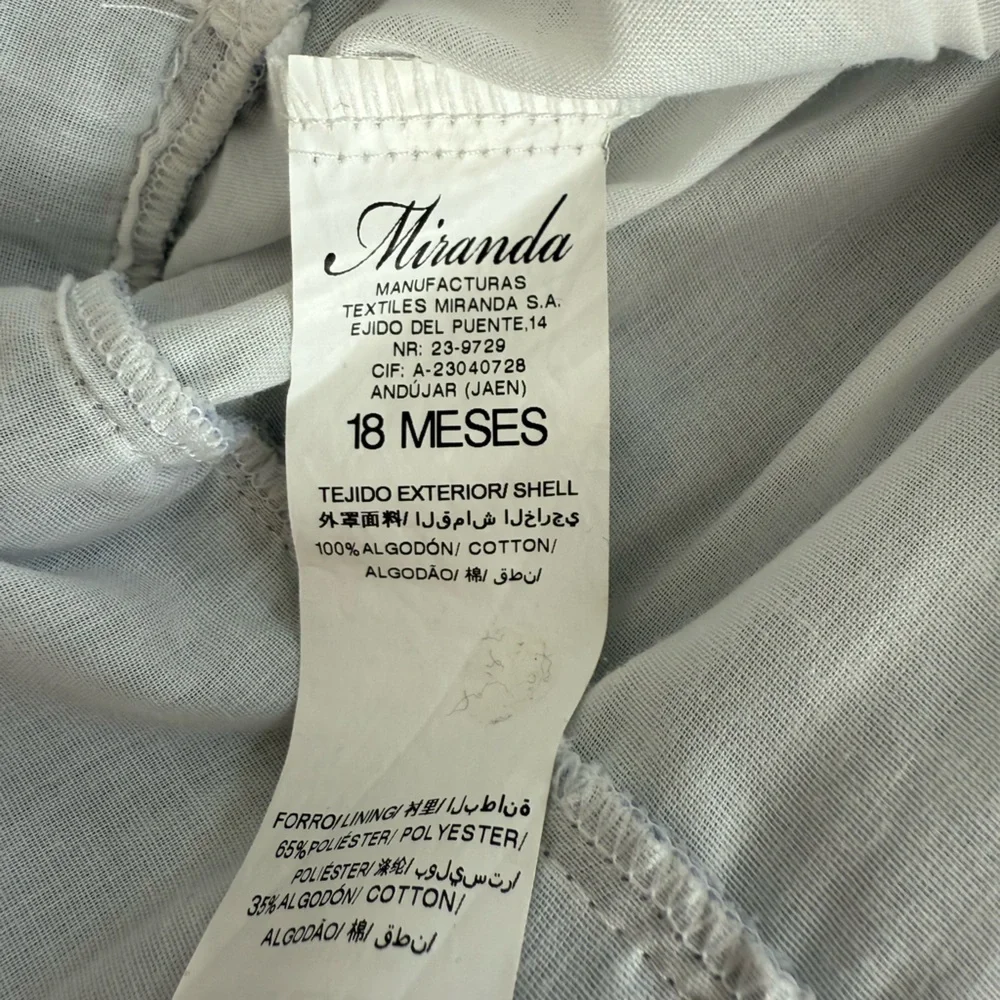 Miranda
MANUFACTURAS
TEXTILES MIRANDA S.A.
EJIDO DEL PUENTE,14
NR: 23-9729
CIF: A-23040728
ANDÚJAR (JAEN)
18 MESES
TEJIDO EXTERIOR/ SHELL
外罩面料/ القماش الخارجي
100% ALGODÓN/ COTTON/
ALGODÃO/ 棉/ قطن/
FORRO/ LINING/ 衬里/ البطانة
65% POLIÉSTER/ POLYESTER/
POLIÉSTER/ 涤纶/ بوليستر/
35% ALGODÓN/ COTTON/
ALGODÃO/ 棉/ قطن/